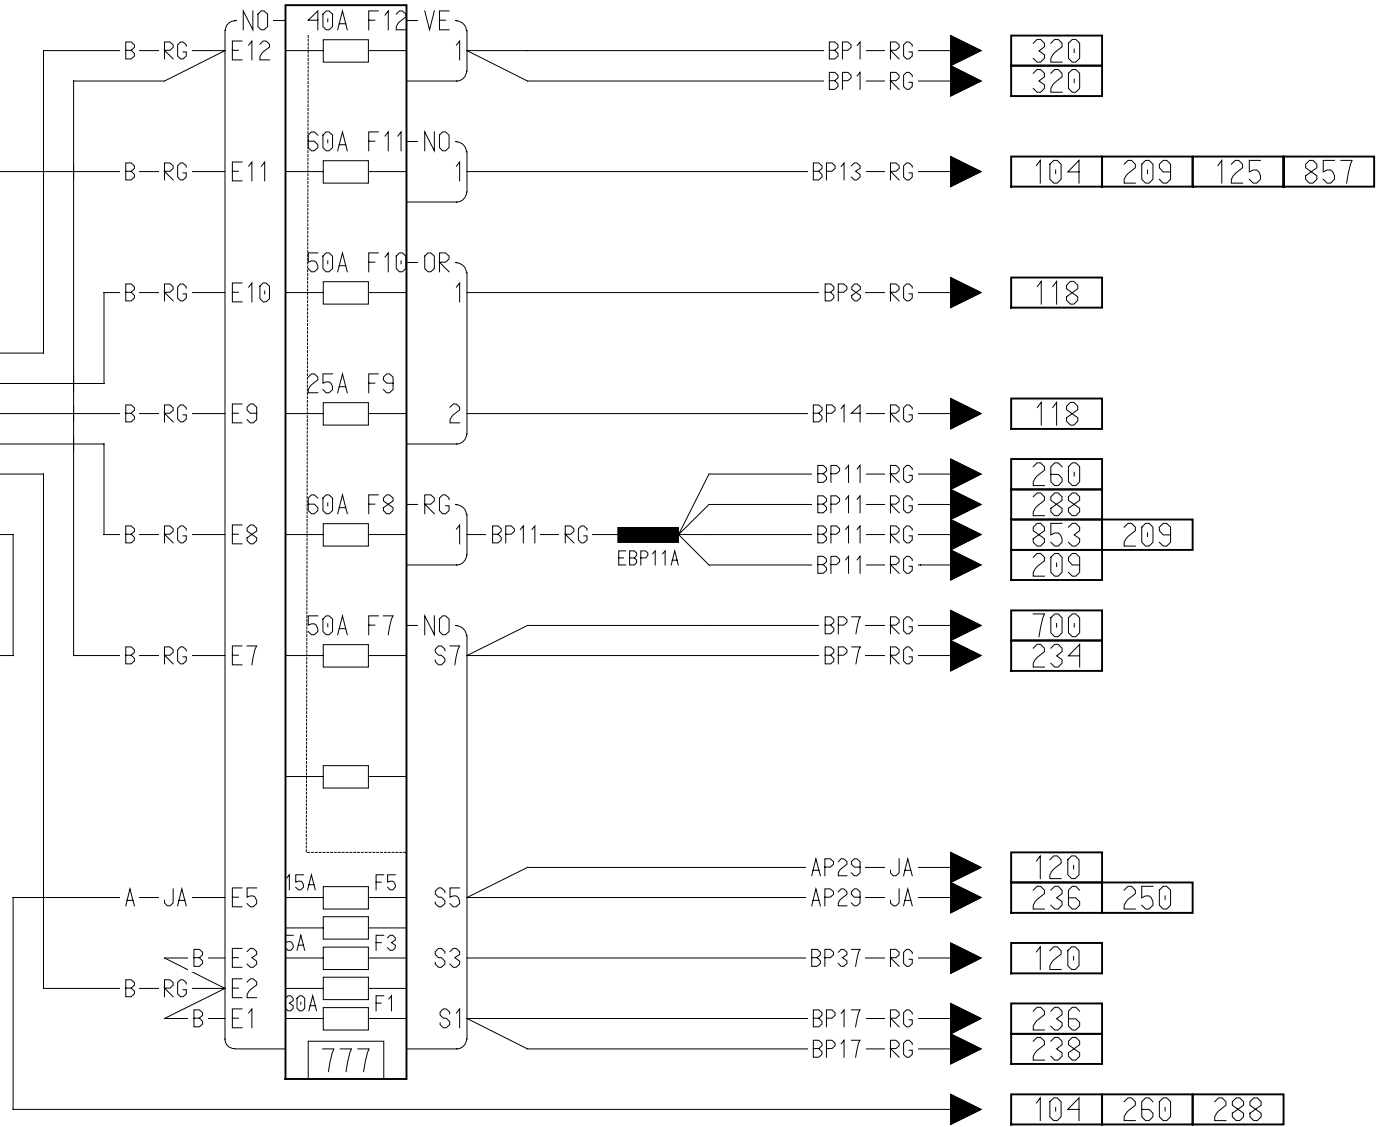 NO 40A F12 VE
B RG E12 1 BP1 RG 320
BP1 RG 320
60A F11 NO
B RG E11 1 BP13 RG 104 209 125 857
50A F10 OR
B RG E10 1 BP8 RG 118
25A F9
B RG E9 2 BP14 RG 118
BP11 RG 260
60A F8 RG BP11 RG 288
B RG E8 1 BP11 RG BP11 RG 853 209
EBP11A BP11 RG 209
50A F7 NO BP7 RG 700
B RG E7 S7 BP7 RG 234
15A F5 AP29 JA 120
A JA E5 S5 AP29 JA 236 250
5A F3
B E3 S3 BP37 RG 120
B RG E2
30A F1
B E1 S1 BP17 RG 236
777 BP17 RG 238
104 260 288